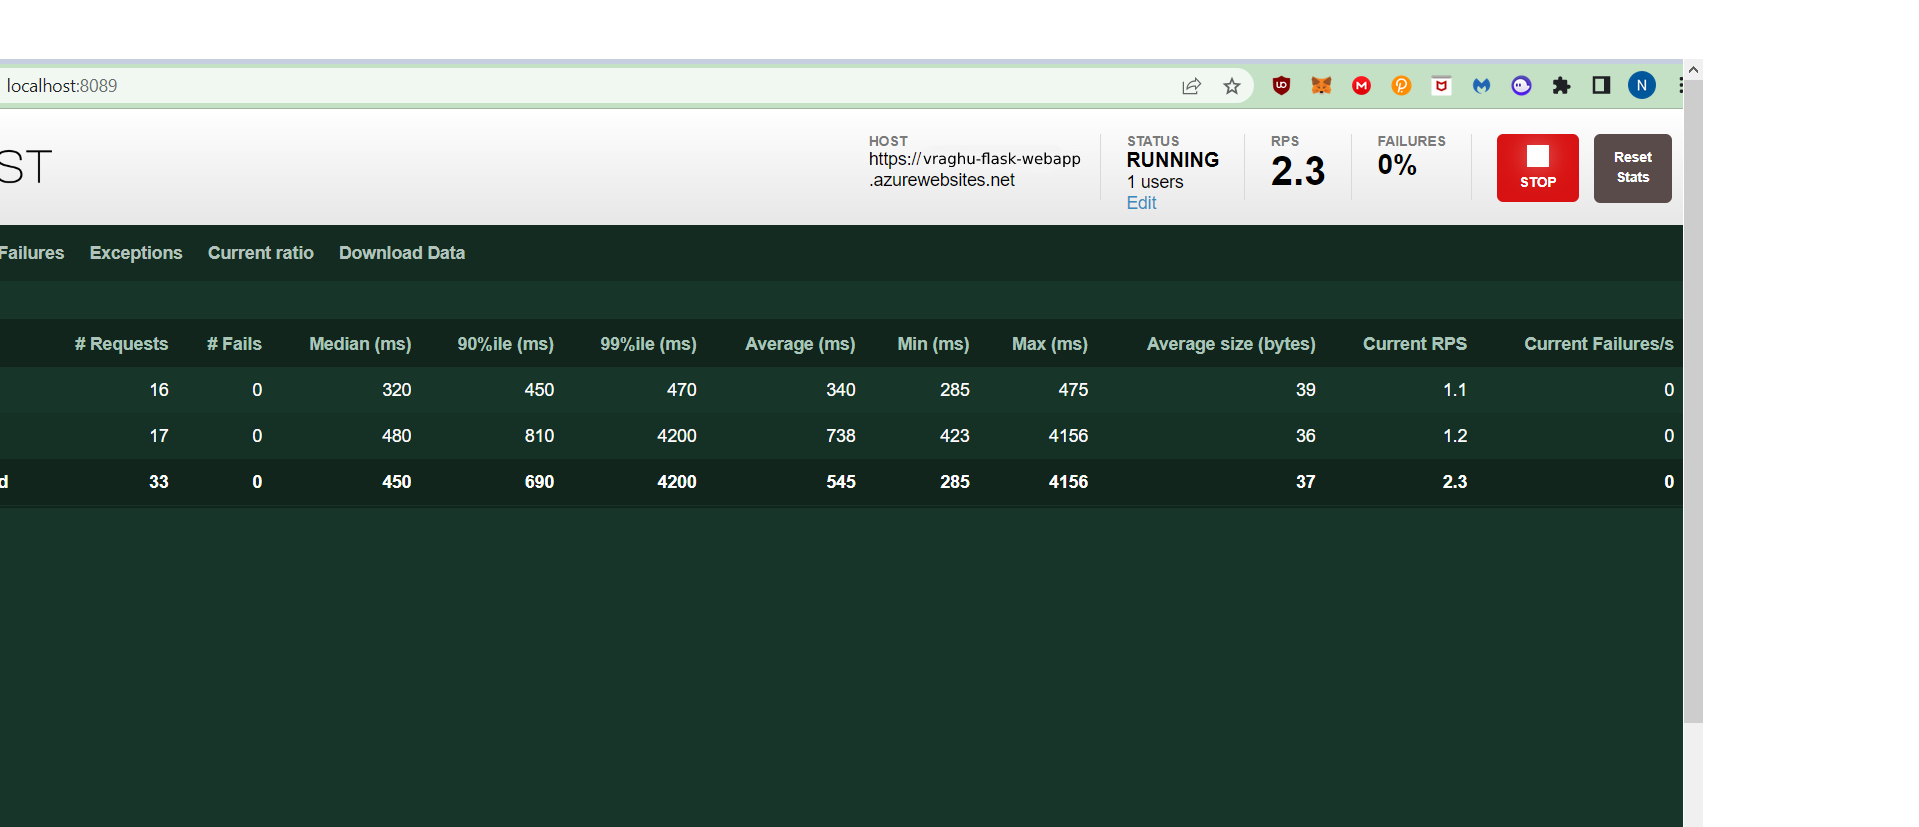 localhost:8089
N
ST
HOST
https://vraghu-flask-webapp
.azurewebsites.net
STATUS
RUNNING
1 users
Edit
RPS
2.3
FAILURES
0%
STOP
Reset
Stats
Failures Exceptions Current ratio Download Data
# Requests # Fails Median (ms) 90%ile (ms) 99%ile (ms) Average (ms) Min (ms) Max (ms) Average size (bytes) Current RPS Current Failures/s
16 0 320 450 470 340 285 475 39 1.1 0
17 0 480 810 4200 738 423 4156 36 1.2 0
d 33 0 450 690 4200 545 285 4156 37 2.3 0